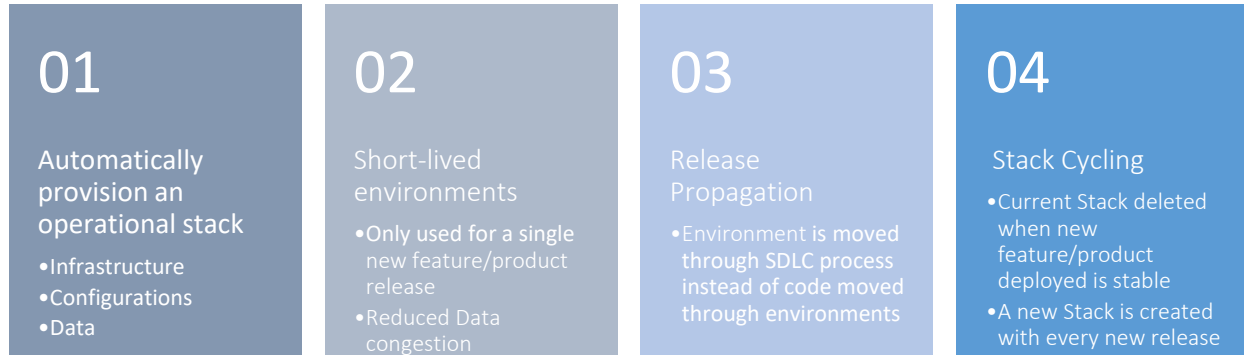 01
Automatically
provision an
operational stack
•Infrastructure
•Configurations
•Data
02
Short-lived
environments
•Only used for a single
new feature/product
release
•Reduced Data
congestion
03
Release
Propagation
•Environment is moved
through SDLC process
instead of code moved
through environments
04
Stack Cycling
•Current Stack deleted
when new
feature/product
deployed is stable
•A new Stack is created
with every new release